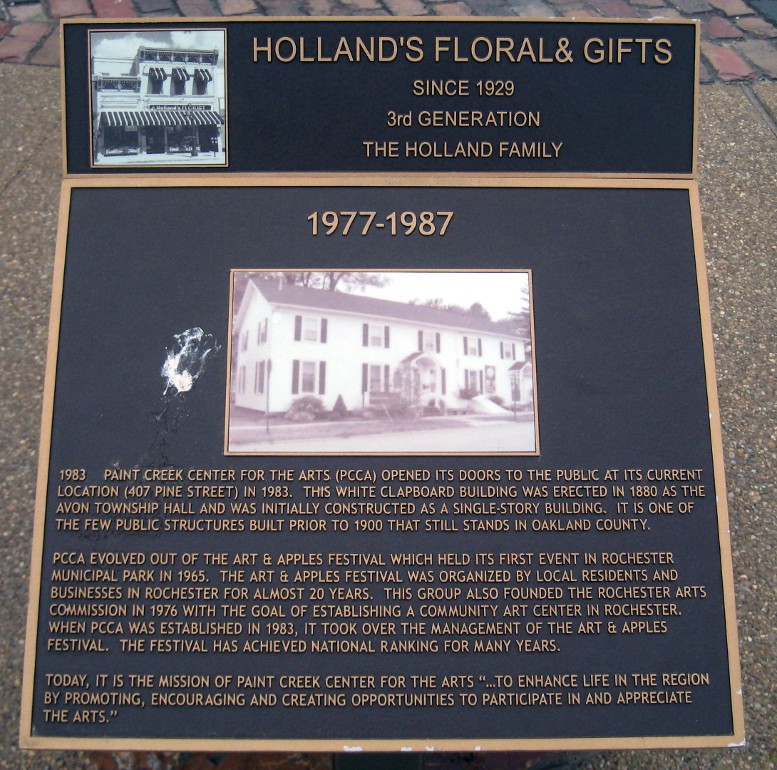 HOLLAND'S FLORAL& GIFTS
SINCE 1929
3rd GENERATION
THE HOLLAND FAMILY
1977-1987
1983 PAINT CREEK CENTER FOR THE ARTS (PCCA) OPENED ITS DOORS TO THE PUBLIC AT ITS CURRENT
LOCATION (407 PINE STREET) IN 1983. THIS WHITE CLAPBOARD BUILDING WAS ERECTED IN 1880 AS THE
AVON TOWNSHIP HALL AND WAS INITIALLY CONSTRUCTED AS A SINGLE-STORY BUILDING. IT IS ONE OF
THE FEW PUBLIC STRUCTURES BUILT PRIOR TO 1900 THAT STILL STANDS IN OAKLAND COUNTY.
PCCA EVOLVED OUT OF THE ART & APPLES FESTIVAL WHICH HELD ITS FIRST EVENT IN ROCHESTER
MUNICIPAL PARK IN 1965. THE ART & APPLES FESTIVAL WAS ORGANIZED BY LOCAL RESIDENTS AND
BUSINESSES IN ROCHESTER FOR ALMOST 20 YEARS. THIS GROUP ALSO FOUNDED THE ROCHESTER ARTS
COMMISSION IN 1976 WITH THE GOAL OF ESTABLISHING A COMMUNITY ART CENTER IN ROCHESTER.
WHEN PCCA WAS ESTABLISHED IN 1983, IT TOOK OVER THE MANAGEMENT OF THE ART & APPLES
FESTIVAL. THE FESTIVAL HAS ACHIEVED NATIONAL RANKING FOR MANY YEARS.
TODAY, IT IS THE MISSION OF PAINT CREEK CENTER FOR THE ARTS “...TO ENHANCE LIFE IN THE REGION
BY PROMOTING, ENCOURAGING AND CREATING OPPORTUNITIES TO PARTICIPATE IN AND APPRECIATE
THE ARTS.”